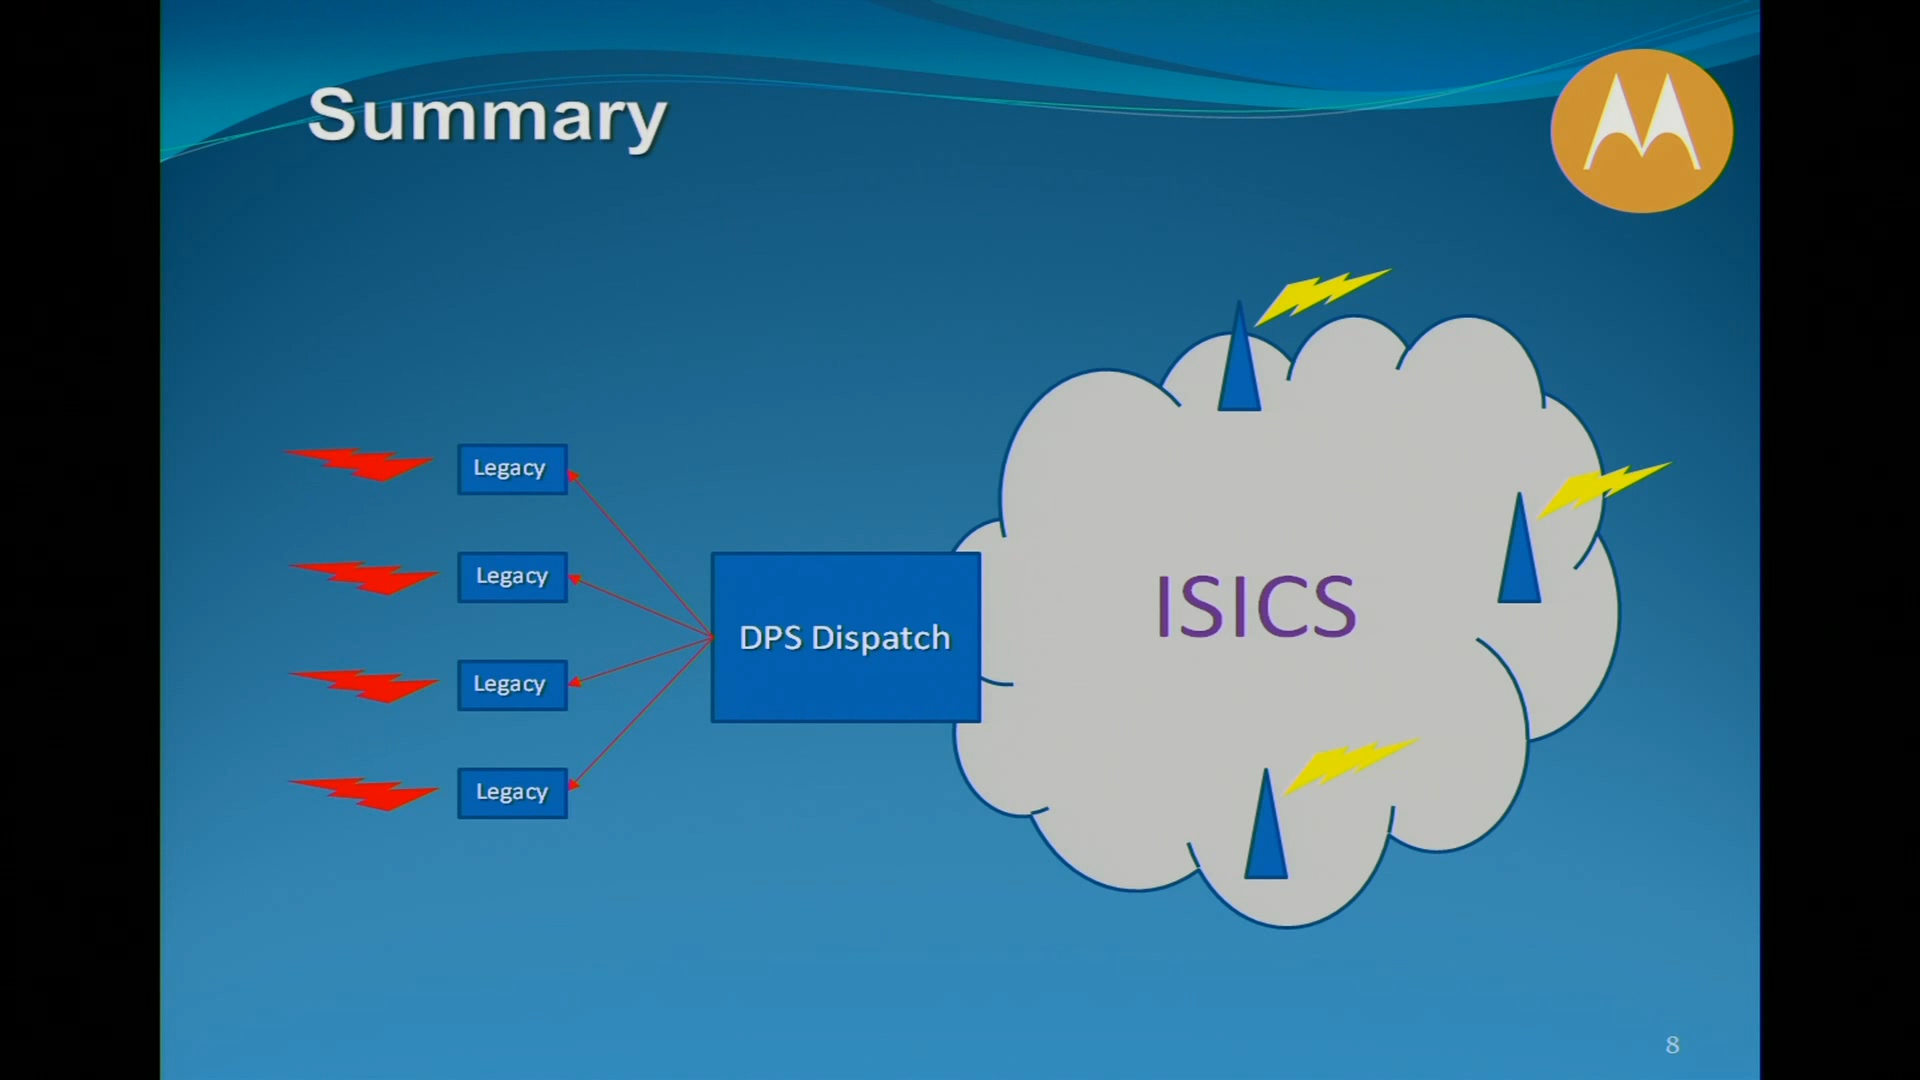 Summary
Legacy
Legacy
Legacy
Legacy
DPS Dispatch
ISICS
8